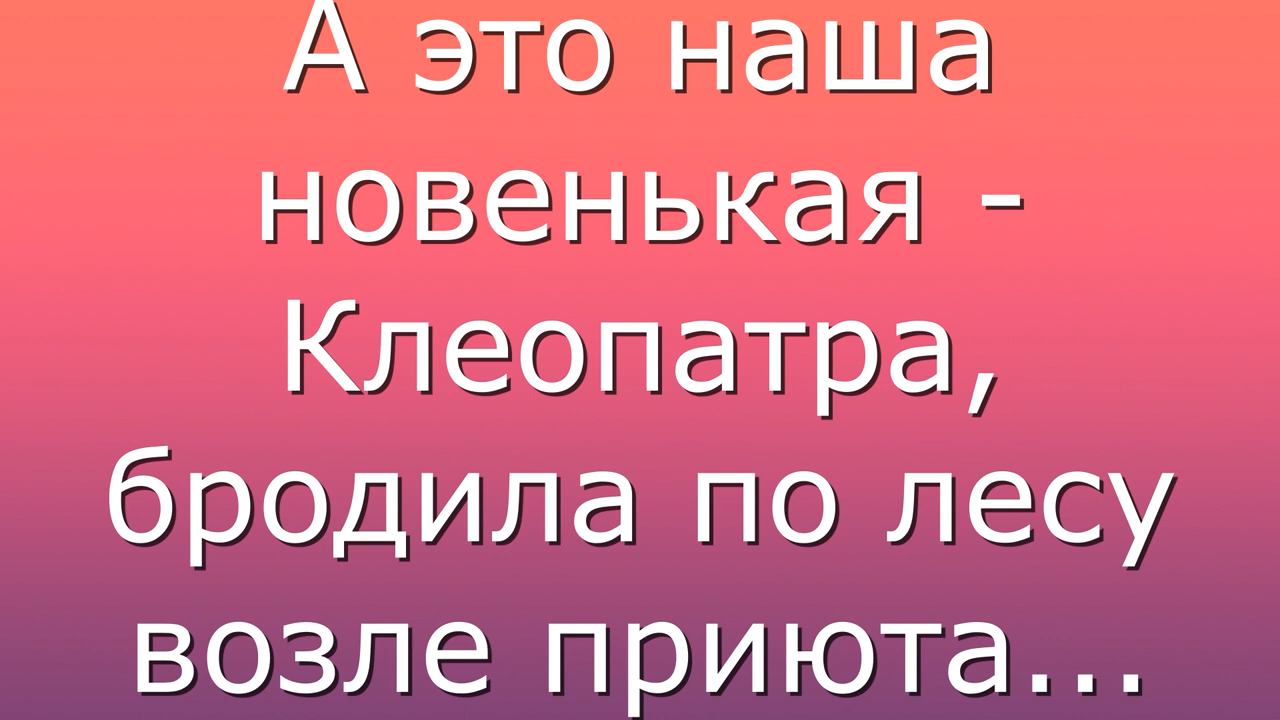 А это наша
новенькая -
Клеопатра,
бродила по лесу
возле приюта...